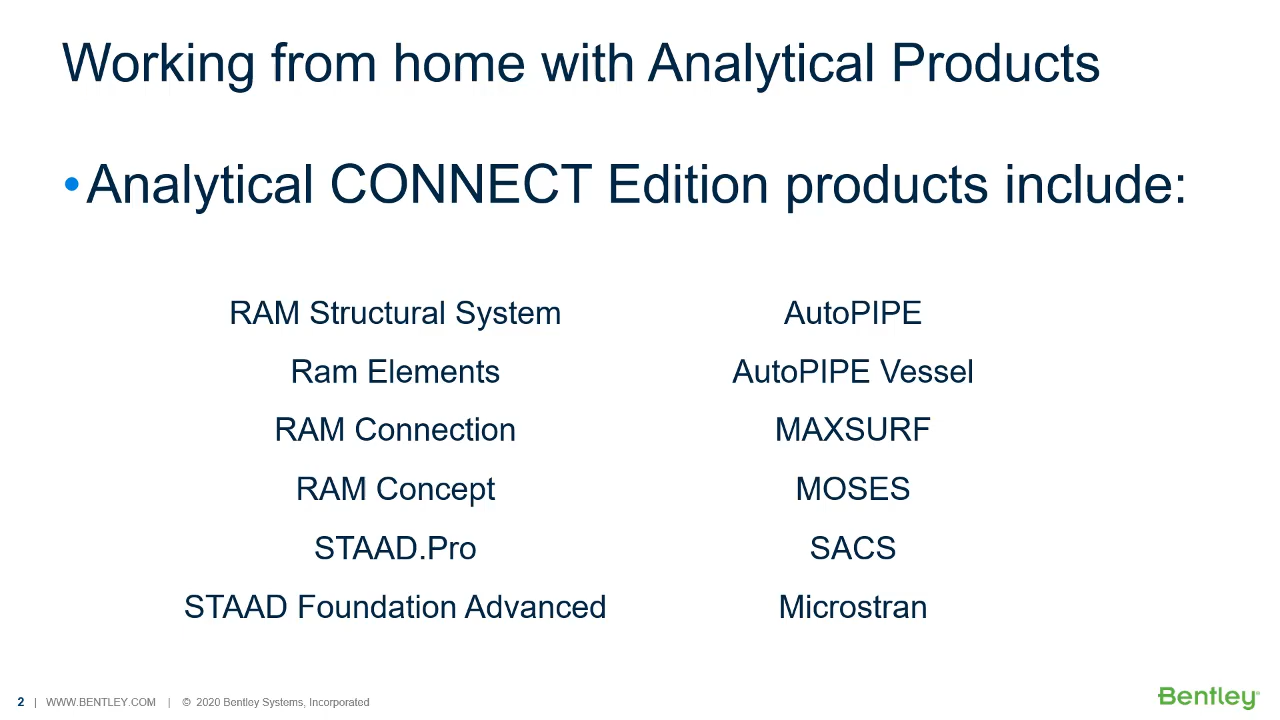 Working from home with Analytical Products
•Analytical CONNECT Edition products include:
RAM Structural System
Ram Elements
RAM Connection
RAM Concept
STAAD.Pro
STAAD Foundation Advanced
AutoPIPE
AutoPIPE Vessel
MAXSURF
MOSES
SACS
Microstran
2 | WWW.BENTLEY.COM | © 2020 Bentley Systems, Incorporated
Bentley®